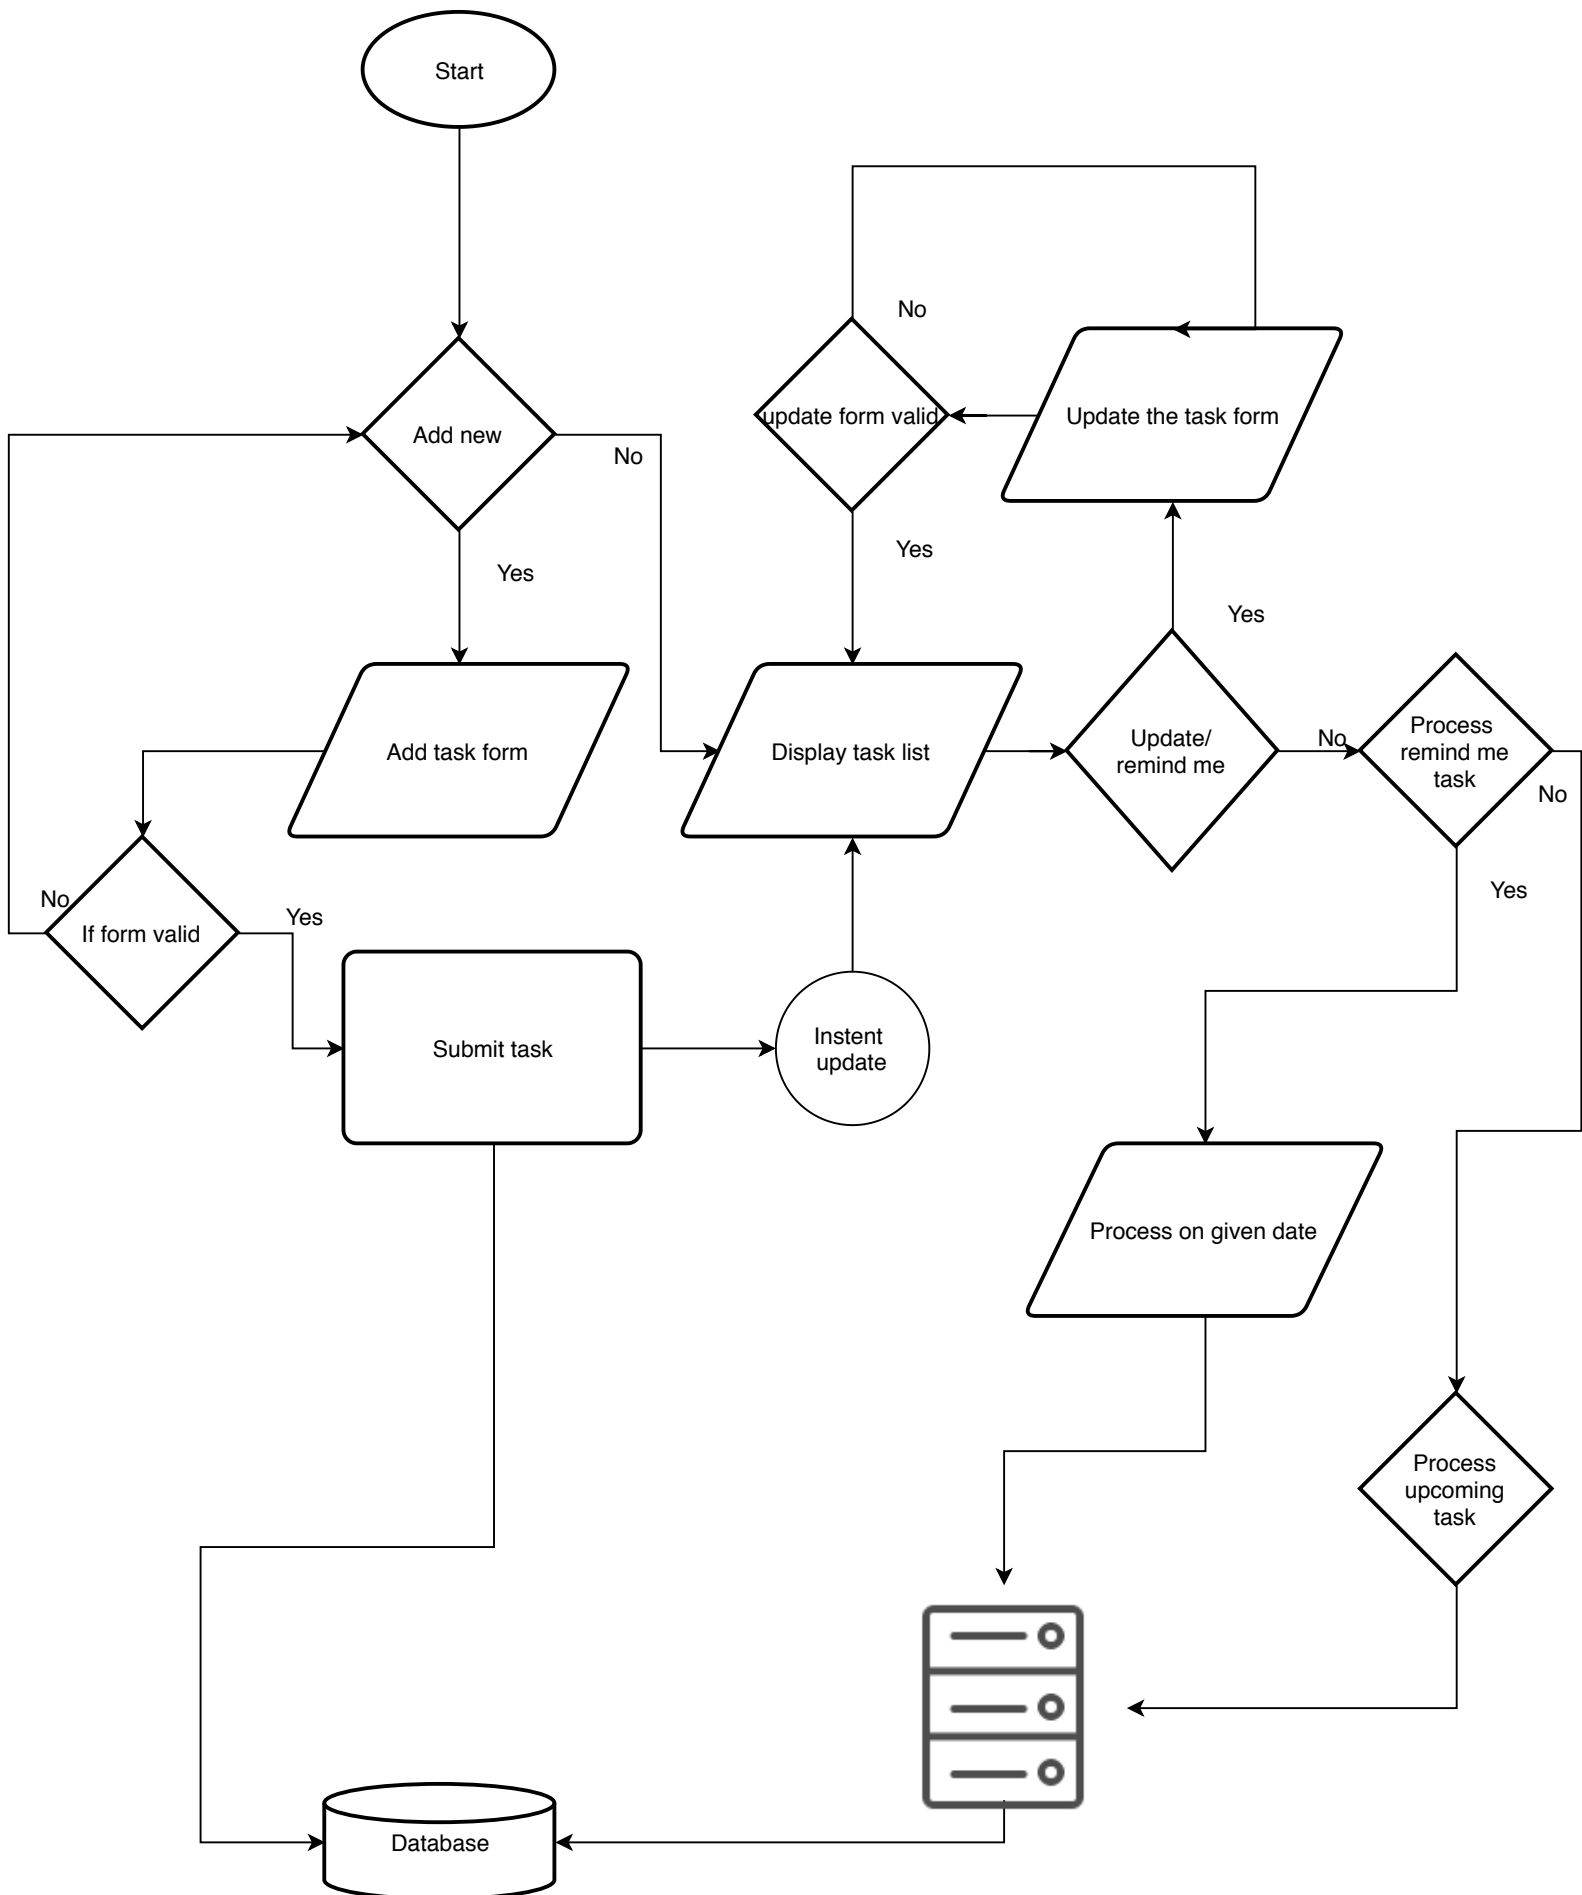 Start
No
Add new
No
update form valid
Update the task form
Yes
Yes
Yes
Add task form
Display task list
Update/
remind me
No
Process
remind me
task
No
No
If form valid
Yes
Yes
Submit task
Instent
update
Process on given date
Process
upcoming
task
Database